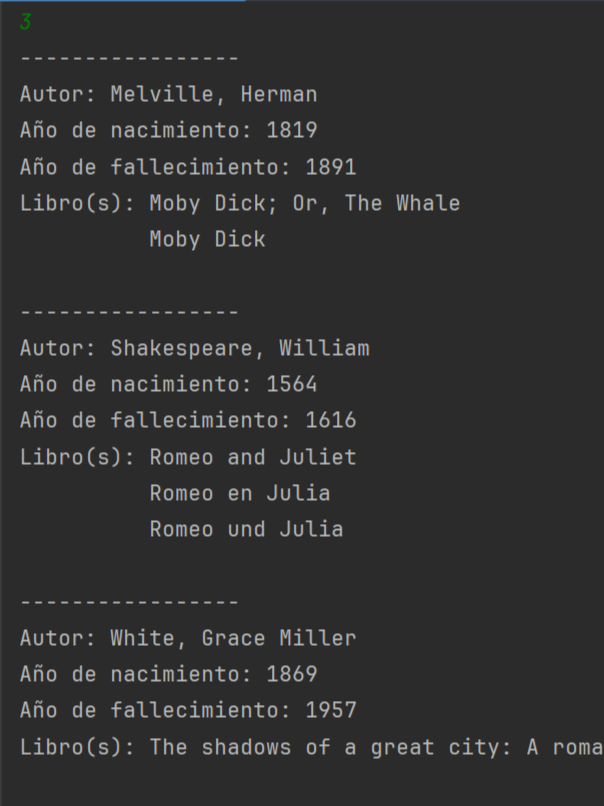 3
-----------------
Autor: Melville, Herman
Año de nacimiento: 1819
Año de fallecimiento: 1891
Libro(s): Moby Dick; Or, The Whale
Moby Dick
-----------------
Autor: Shakespeare, William
Año de nacimiento: 1564
Año de fallecimiento: 1616
Libro(s): Romeo and Juliet
Romeo en Julia
Romeo und Julia
-----------------
Autor: White, Grace Miller
Año de nacimiento: 1869
Año de fallecimiento: 1957
Libro(s): The shadows of a great city: A roma